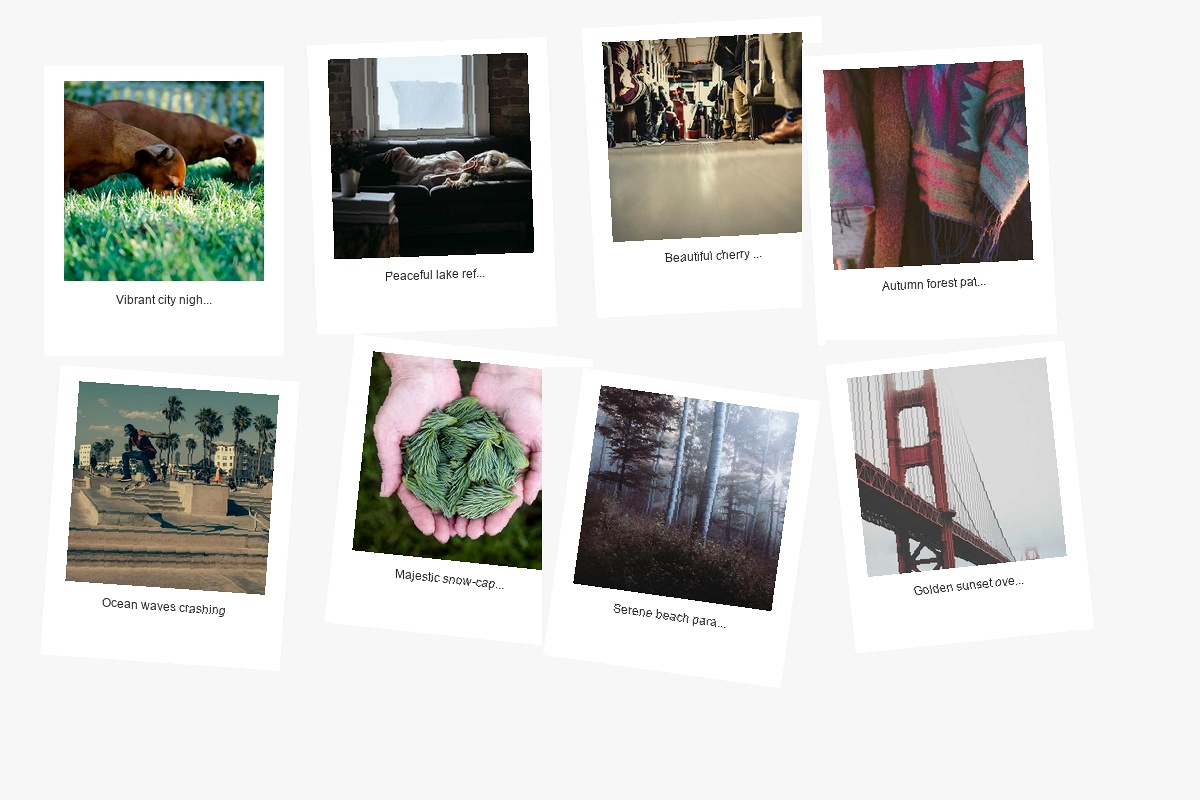 Vibrant city nigh...
Peaceful lake ref...
Beautiful cherry ...
Autumn forest pat...
Ocean waves crashing
Majestic snow-cap...
Serene beach para...
Golden sunset ove...